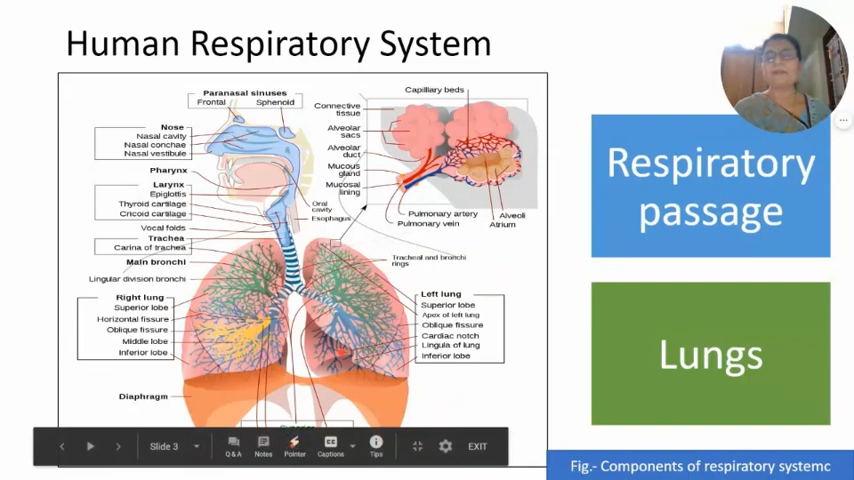 Human Respiratory System
Paranasal sinuses
Frontal
Sphenoid
Nose
Nasal cavity
Nasal conchae
Nasal vestibule
Pharynx
Larynx
Epiglottis
Thyroid cartilage
Cricoid cartilage
Vocal folds
Trachea
Carina of trachea
Main bronchi
Lingular division bronchi
Right lung
Superior lobe
Horizontal fissure
Oblique fissure
Middle lobe
Inferior lobe
Diaphragm
Oral
cavity
Esophagus
Capillary beds
Connective
tissue
Alveolar
sacs
Alveolar
duct
Mucous
gland
Mucosal
lining
Pulmonary artery
Pulmonary vein
Alveoli
Atrium
Tracheal and bronchi
rings
Left lung
Superior lobe
Apex of left lung
Oblique fissure
Cardiac notch
Lingula of lung
Inferior lobe
Respiratory
passage
Lungs
Slide 3
Q & A
Notes
Pointer
CC
Captions
Tips
EXIT
Fig.- Components of respiratory systemc